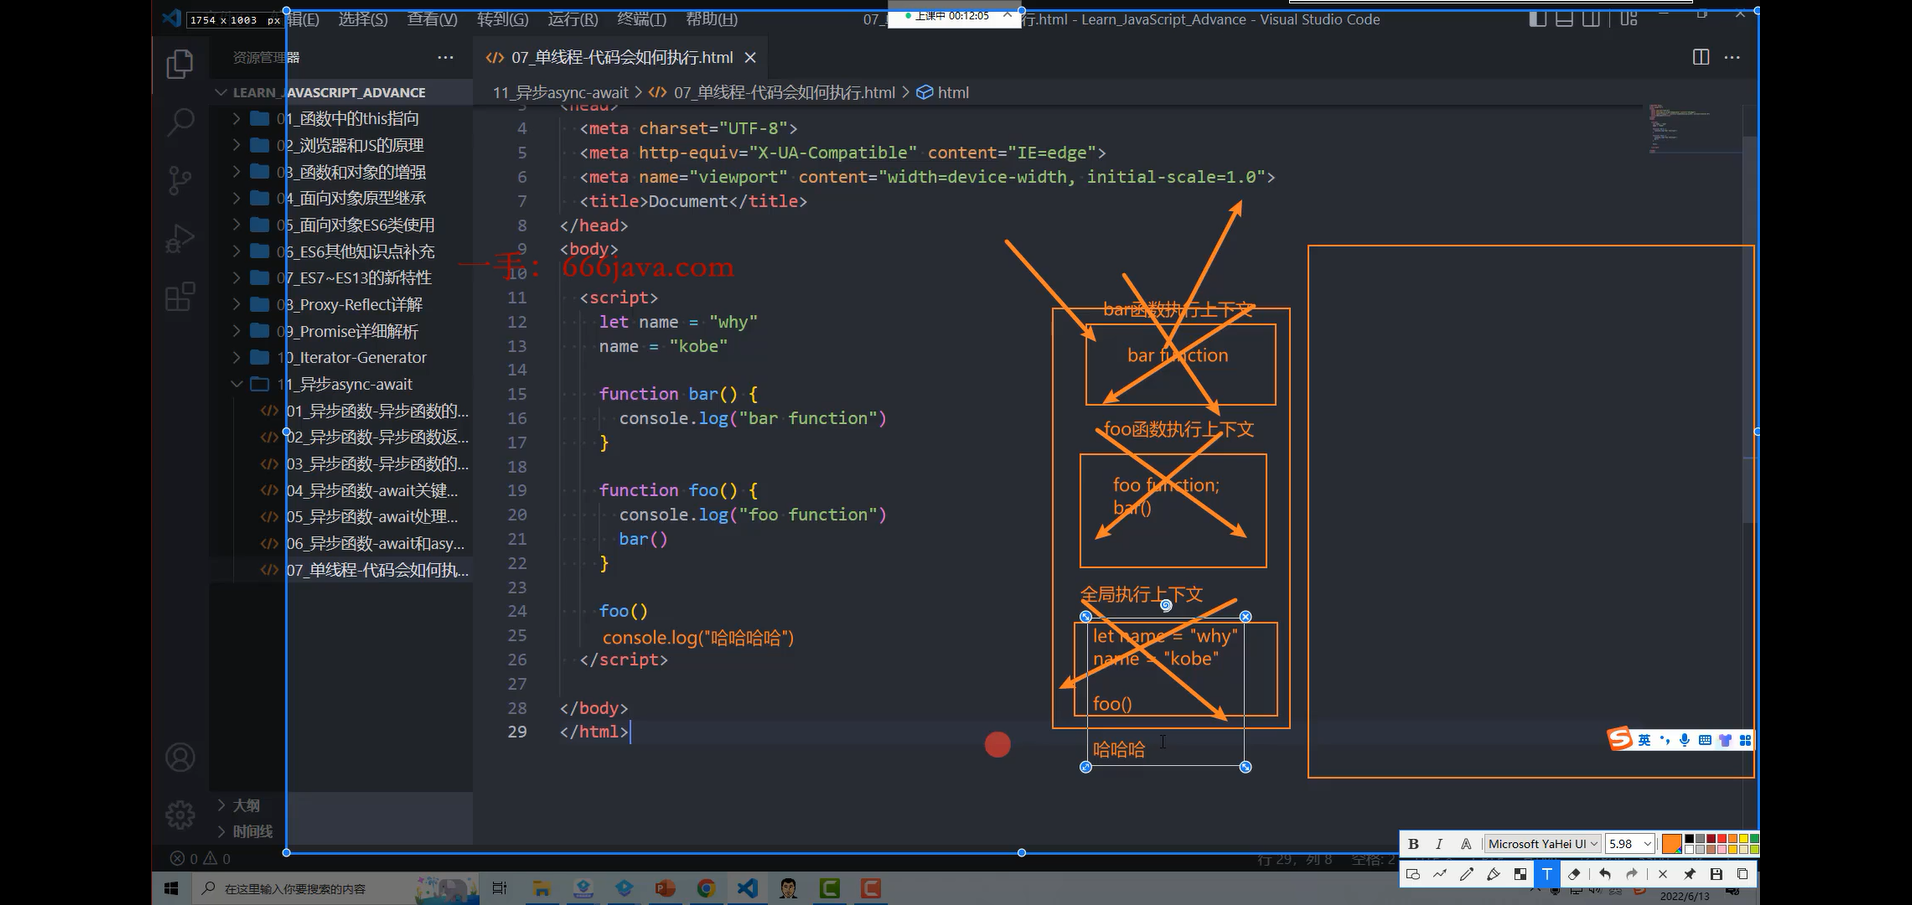 1754 x 1003 px
辑(E) 选择(S) 查看(V) 转到(G) 运行(R) 终端(T) 帮助(H)
上课中 00:12:05
行.html - Learn_JavaScript_Advance - Visual Studio Code
资源管理器
07_单线程-代码会如何执行.html
LEARN_JAVASCRIPT_ADVANCE
11_异步async-await > 07_单线程-代码会如何执行.html > html
01_函数中的this指向
02_浏览器和JS的原理
03_函数和对象的增强
04_面向对象原型继承
05_面向对象ES6类使用
06_ES6其他知识点补充
07_ES7~ES13的新特性
08_Proxy-Reflect详解
09_Promise详细解析
10_Iterator-Generator
11_异步async-await
01_异步函数-异步函数的...
02_异步函数-异步函数返...
03_异步函数-异步函数的...
04_异步函数-await关键...
05_异步函数-await处理...
06_异步函数-await和asy...
07_单线程-代码会如何执...
大纲
时间线
3 <head>
4 <meta charset="UTF-8">
5 <meta http-equiv="X-UA-Compatible" content="IE=edge">
6 <meta name="viewport" content="width=device-width, initial-scale=1.0">
7 <title>Document</title>
8 </head>
9 <body>
10
一手：666java.com
11 <script>
12 let name = "why"
13 name = "kobe"
14
15 function bar() {
16 console.log("bar function")
17 }
18
19 function foo() {
20 console.log("foo function")
21 bar()
22 }
23
24 foo()
25 console.log("哈哈哈哈")
26 </script>
27
28 </body>
29 </html>
bar函数执行上下文
bar function
foo函数执行上下文
foo function;
bar()
全局执行上下文
let name = "why"
name = "kobe"
foo()
哈哈哈
英
B I A Microsoft YaHei UI 5.98
T
0 0
行 29，列 8 空格: 2
在这里输入你要搜索的内容
2022/6/13